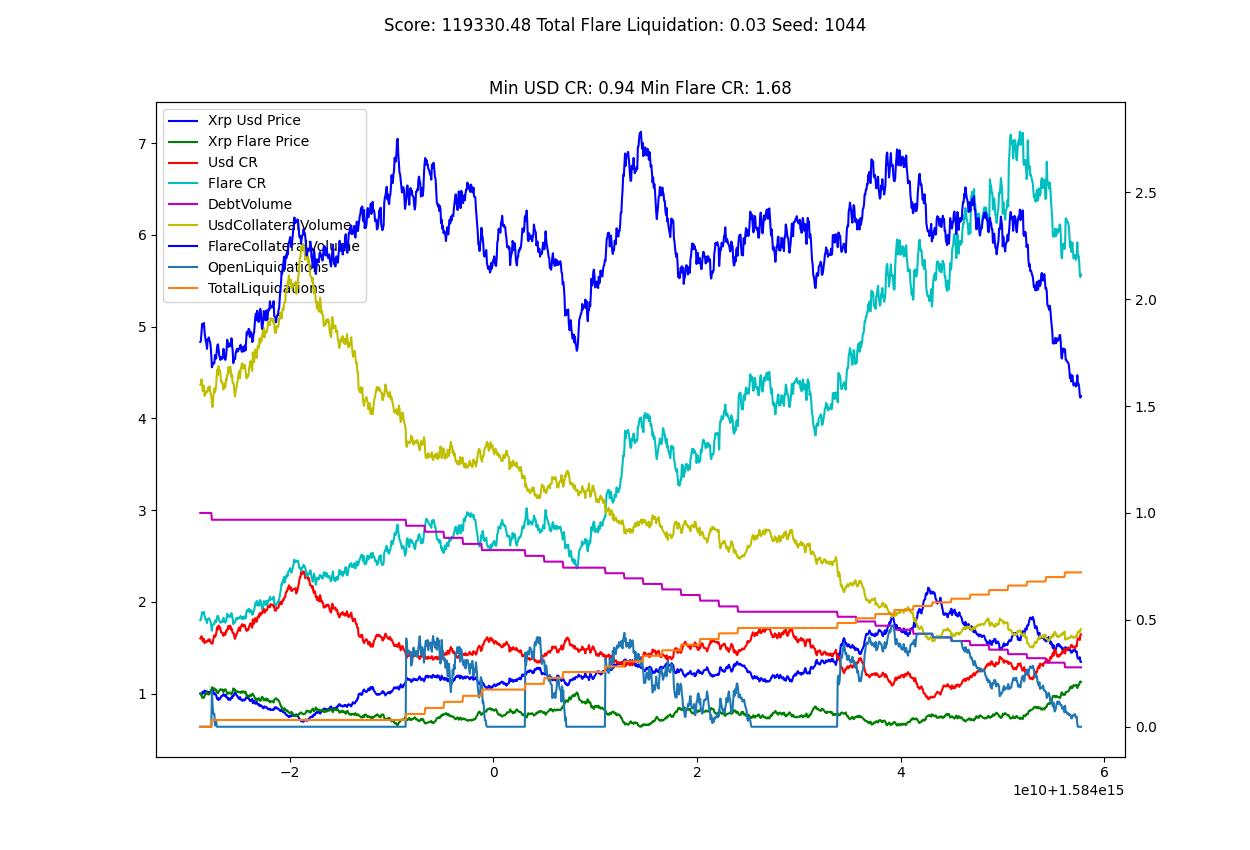 Score: 119330.48 Total Flare Liquidation: 0.03 Seed: 1044
Min USD CR: 0.94 Min Flare CR: 1.68
Xrp Usd Price
Xrp Flare Price
Usd CR
Flare CR
DebtVolume
UsdCollateralVolume
FlareCollateralVolume
OpenLiquidations
TotalLiquidations
7
6
5
4
3
2
1
2.5
2.0
1.5
1.0
0.5
0.0
−2
0
2
4
6
1e10+1.584e15